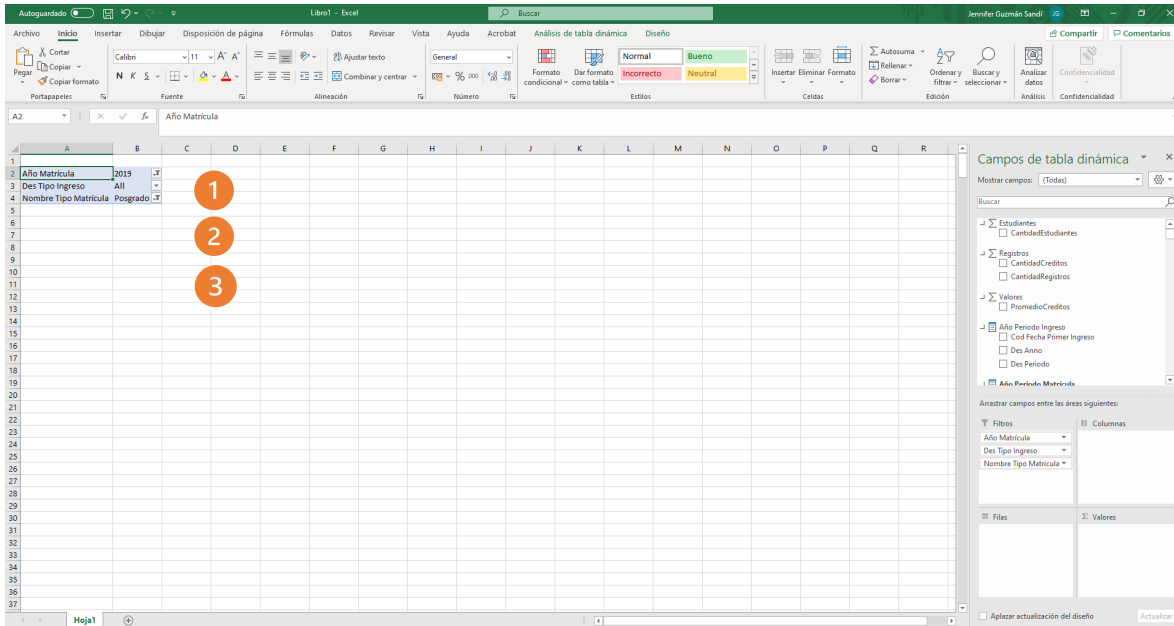 Autoguardado
Libro1 - Excel
Buscar
Jennifer Guzmán Sandí
JG
Archivo Inicio Insertar Dibujar Disposición de página Fórmulas Datos Revisar Vista Ayuda Acrobat Análisis de tabla dinámica Diseño
Compartir Comentarios
Pegar
Cortar
Copiar
Copiar formato
Portapapeles
Calibri 11 A A
N K S A
Fuente
Ajustar texto
Combinar y centrar
Alineación
General
% 000
Número
Formato condicional
Dar formato como tabla
Normal Bueno
Incorrecto Neutral
Estilos
Insertar Eliminar Formato
Celdas
Autosuma
Rellenar
Borrar
Ordenar y filtrar
Buscar y seleccionar
Edición
Analizar datos
Análisis
Confidencialidad
Confidencialidad
A2 fx Año Matrícula
A B C D E F G H I J K L M N O P Q R
1
2 Año Matrícula 2019
3 Des Tipo Ingreso All
4 Nombre Tipo Matrícula Posgrado
5
6
7
8
9
10
11
12
13
14
15
16
17
18
19
20
21
22
23
24
25
26
27
28
29
30
31
32
33
34
35
36
37
1
2
3
Hoja1
Campos de tabla dinámica
Mostrar campos: (Todas)
Buscar
Σ Estudiantes
CantidadEstudiantes
Σ Registros
CantidadCreditos
CantidadRegistros
Σ Valores
PromedioCreditos
Año Periodo Ingreso
Cod Fecha Primer Ingreso
Des Anno
Des Periodo
Año Período Matrícula
Arrastrar campos entre las áreas siguientes:
Filtros
Año Matrícula
Des Tipo Ingreso
Nombre Tipo Matrícula
Columnas
Filas
Σ Valores
Aplazar actualización del diseño
Actualizar